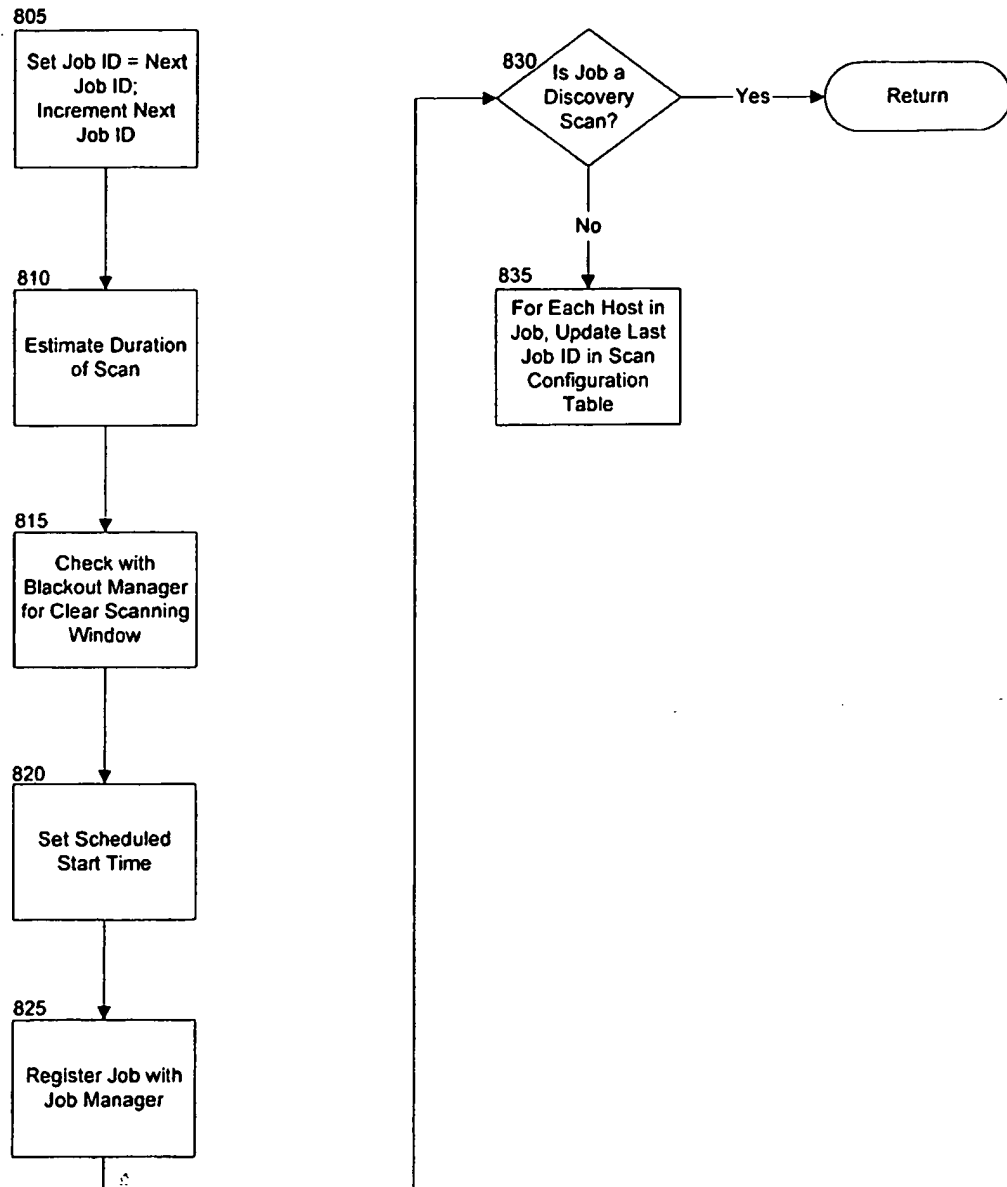 805
Set Job ID = Next
Job ID;
Increment Next
Job ID
810
Estimate Duration
of Scan
815
Check with
Blackout Manager
for Clear Scanning
Window
820
Set Scheduled
Start Time
825
Register Job with
Job Manager
830
Is Job a
Discovery
Scan?
Yes
Return
No
835
For Each Host in
Job, Update Last
Job ID in Scan
Configuration
Table